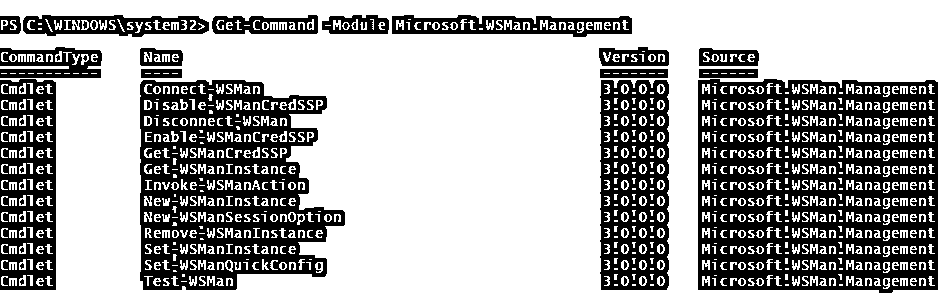 PS C:\WINDOWS\system32> Get-Command -Module Microsoft.WSMan.Management
CommandType Name Version Source
----------- ---- ------- ------
Cmdlet Connect-WSMan 3.0.0.0 Microsoft.WSMan.Management
Cmdlet Disable-WSManCredSSP 3.0.0.0 Microsoft.WSMan.Management
Cmdlet Disconnect-WSMan 3.0.0.0 Microsoft.WSMan.Management
Cmdlet Enable-WSManCredSSP 3.0.0.0 Microsoft.WSMan.Management
Cmdlet Get-WSManCredSSP 3.0.0.0 Microsoft.WSMan.Management
Cmdlet Get-WSManInstance 3.0.0.0 Microsoft.WSMan.Management
Cmdlet Invoke-WSManAction 3.0.0.0 Microsoft.WSMan.Management
Cmdlet New-WSManInstance 3.0.0.0 Microsoft.WSMan.Management
Cmdlet New-WSManSessionOption 3.0.0.0 Microsoft.WSMan.Management
Cmdlet Remove-WSManInstance 3.0.0.0 Microsoft.WSMan.Management
Cmdlet Set-WSManInstance 3.0.0.0 Microsoft.WSMan.Management
Cmdlet Set-WSManQuickConfig 3.0.0.0 Microsoft.WSMan.Management
Cmdlet Test-WSMan 3.0.0.0 Microsoft.WSMan.Management